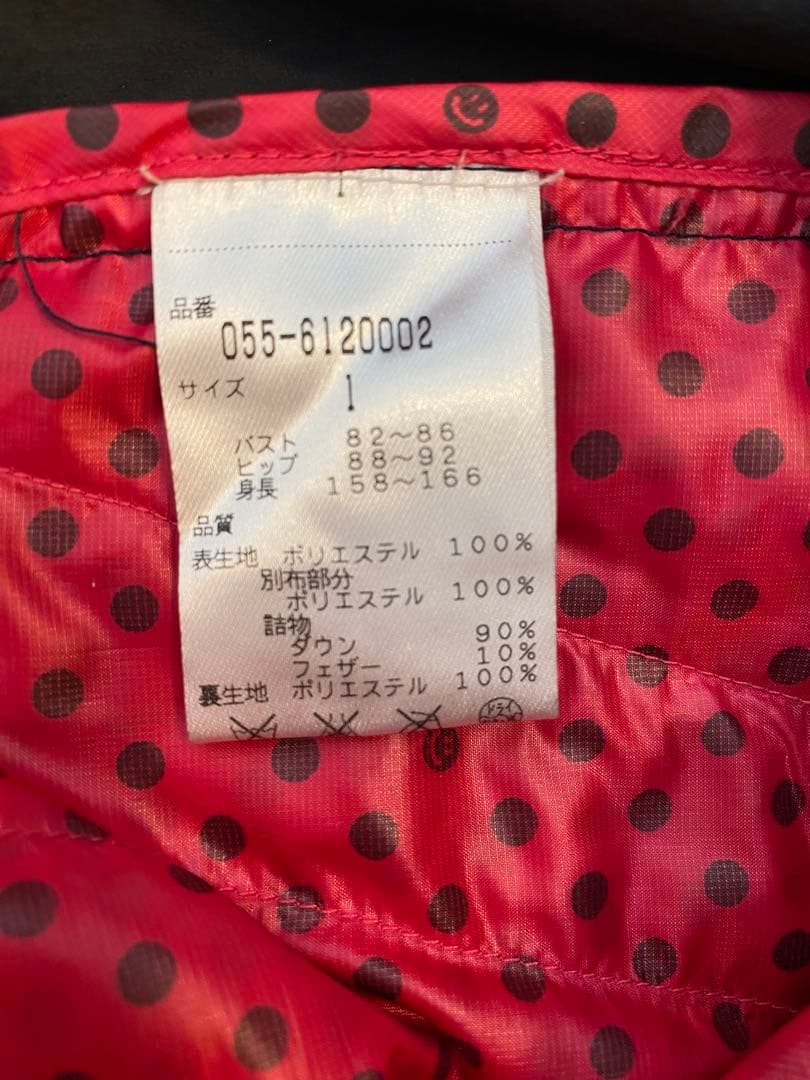 品番
055-6120002
サイズ 1
バスト 82〜86
ヒップ 88〜92
身長 158〜166
品質
表生地 ポリエステル 100%
別布部分
ポリエステル 100%
詰物
ダウン 90%
フェザー 10%
裏生地 ポリエステル 100%
ドライ